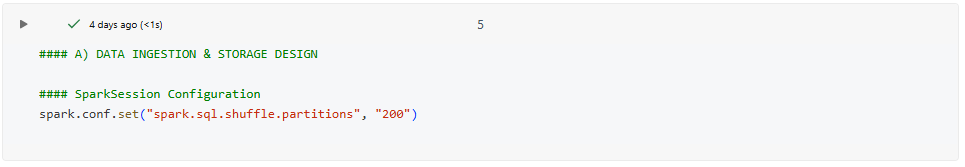 4 days ago (<1s)
5
#### A) DATA INGESTION & STORAGE DESIGN
#### SparkSession Configuration
spark.conf.set("spark.sql.shuffle.partitions", "200")